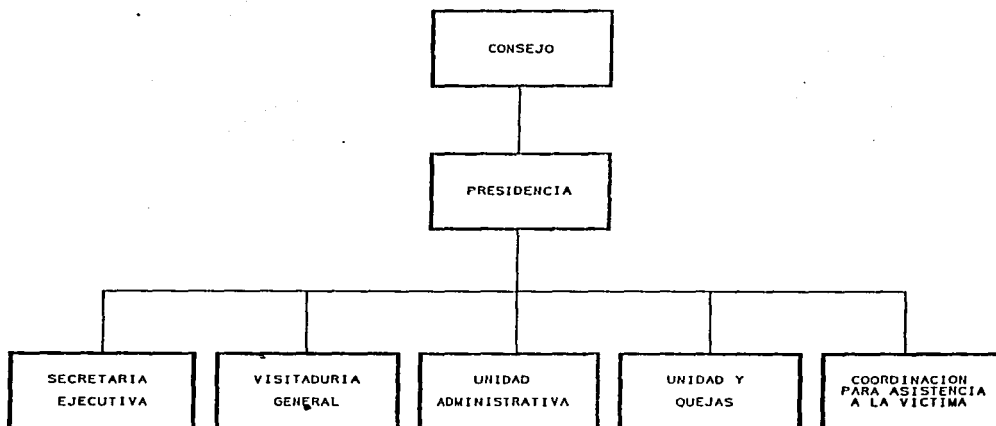 CONSEJO
PRESIDENCIA
SECRETARIA
EJECUTIVA
VISITADURIA
GENERAL
UNIDAD
ADMINISTRATIVA
UNIDAD Y
QUEJAS
COORDINACION
PARA ASISTENCIA
A LA VICTIMA